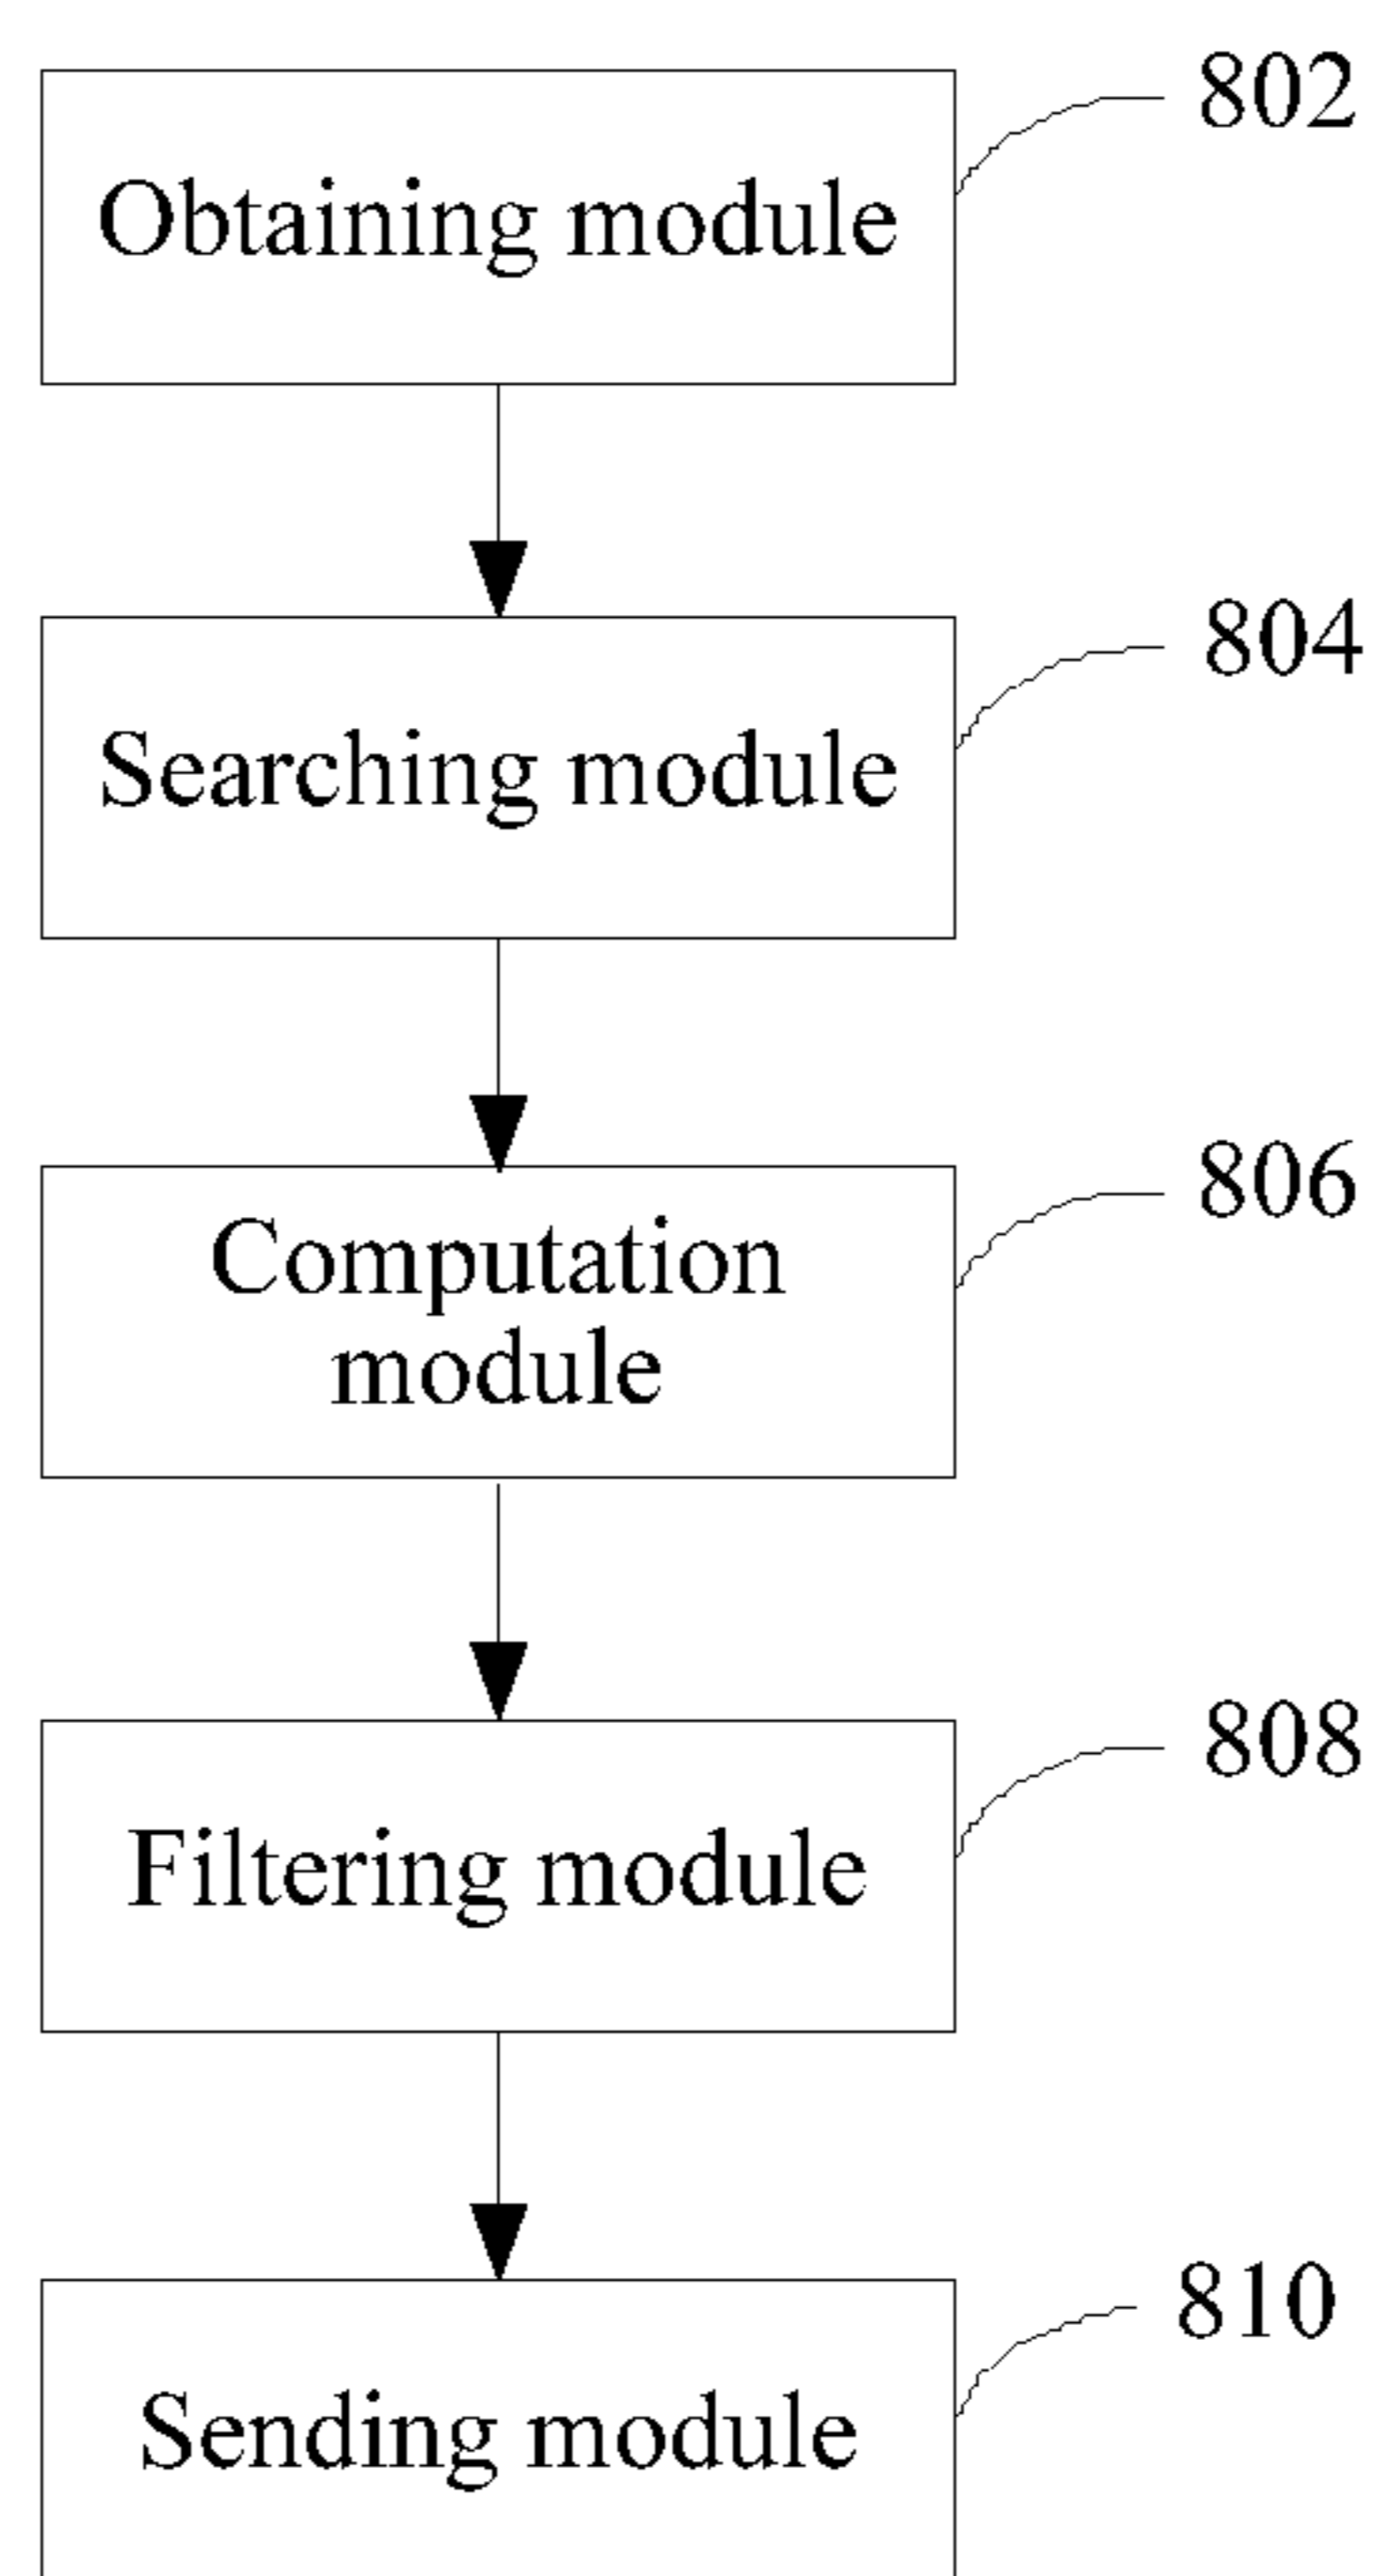 802
Obtaining module
804
Searching module
806
Computation
module
808
Filtering module
810
Sending module